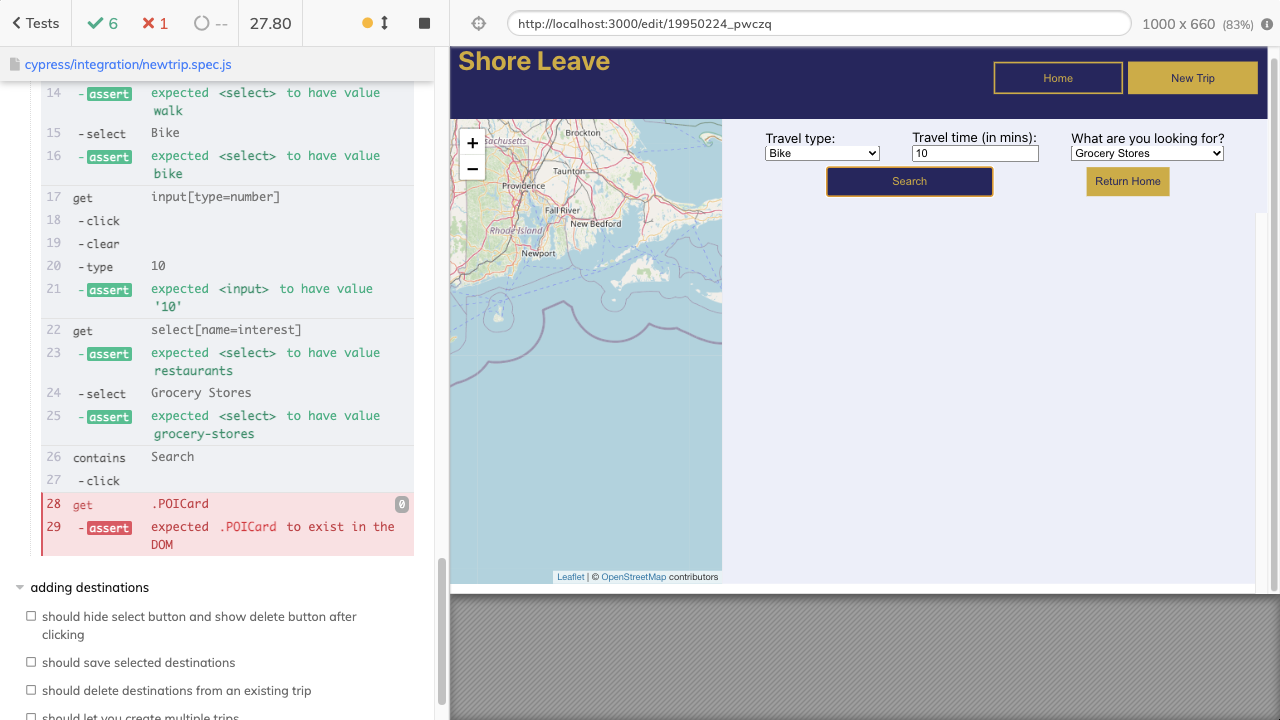 Tests
6
1
--
27.80
http://localhost:3000/edit/19950224_pwczq
1000 x 660 (83%)
cypress/integration/newtrip.spec.js
14 - assert expected <select> to have value
walk
15 - select Bike
16 - assert expected <select> to have value
bike
17 get input[type=number]
18 - click
19 - clear
20 - type 10
21 - assert expected <input> to have value
'10'
22 get select[name=interest]
23 - assert expected <select> to have value
restaurants
24 - select Grocery Stores
25 - assert expected <select> to have value
grocery-stores
26 contains Search
27 - click
28 get .POICard 0
29 - assert expected .POICard to exist in the
DOM
adding destinations
should hide select button and show delete button after
clicking
should save selected destinations
should delete destinations from an existing trip
should let you create multiple trips
Shore Leave
Home
New Trip
+
−
Brockton
Taunton
Providence
Fall River
New Bedford
Rhode Island
Newport
Leaflet | © OpenStreetMap contributors
Travel type:
Bike
Travel time (in mins):
10
What are you looking for?
Grocery Stores
Search
Return Home